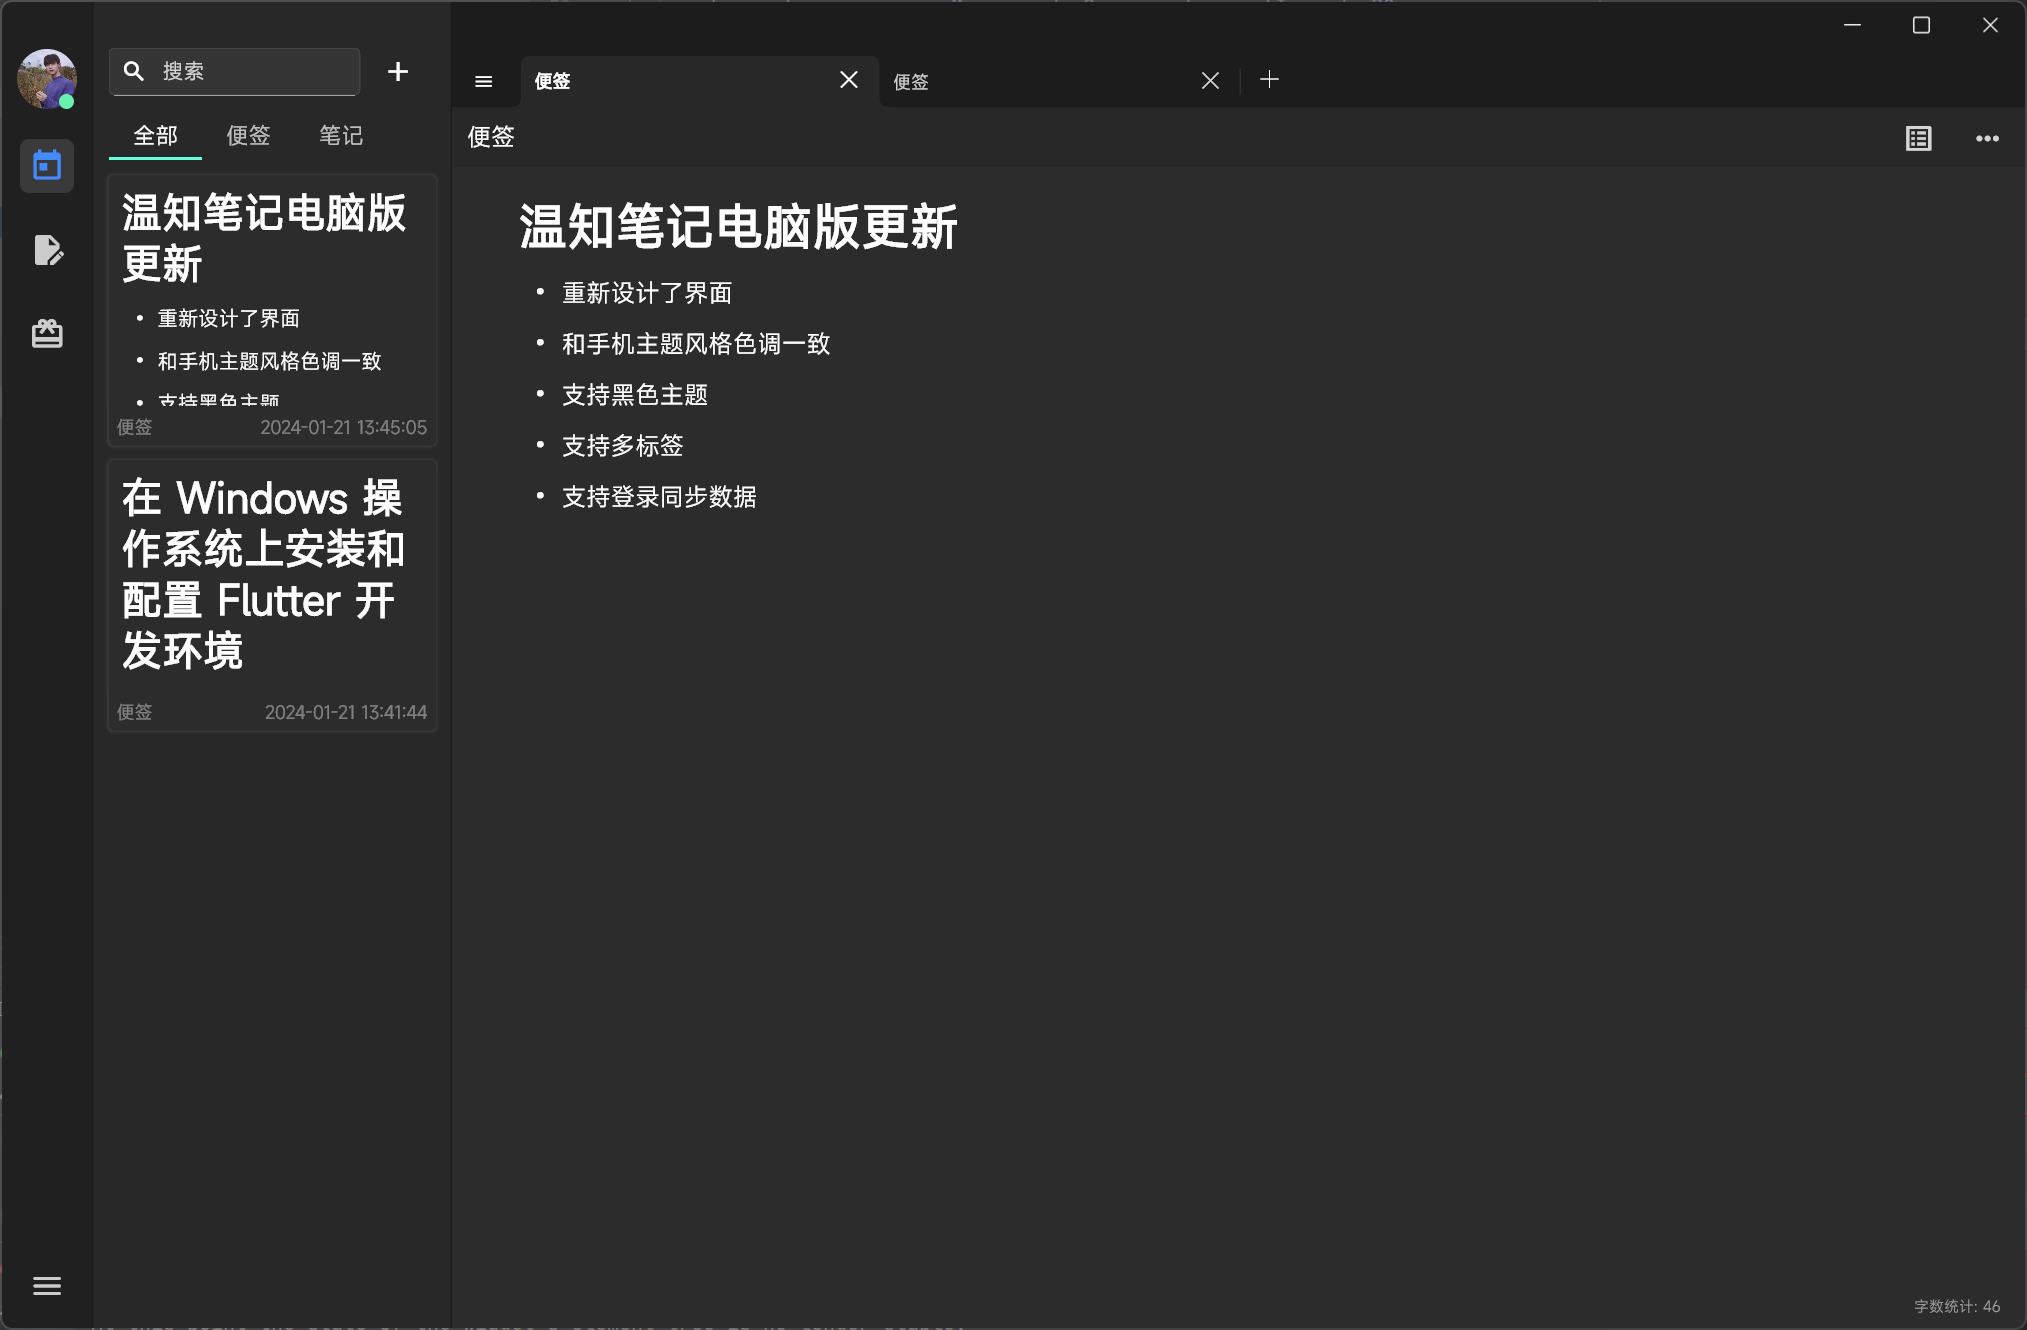 搜索
全部 便签 笔记
温知笔记电脑版
更新
• 重新设计了界面
• 和手机主题风格色调一致
• 支持黑色主题
便签 2024-01-21 13:45:05
在 Windows 操
作系统上安装和
配置 Flutter 开
发环境
便签 2024-01-21 13:41:44
便签 便签
便签
温知笔记电脑版更新
• 重新设计了界面
• 和手机主题风格色调一致
• 支持黑色主题
• 支持多标签
• 支持登录同步数据
字数统计: 46